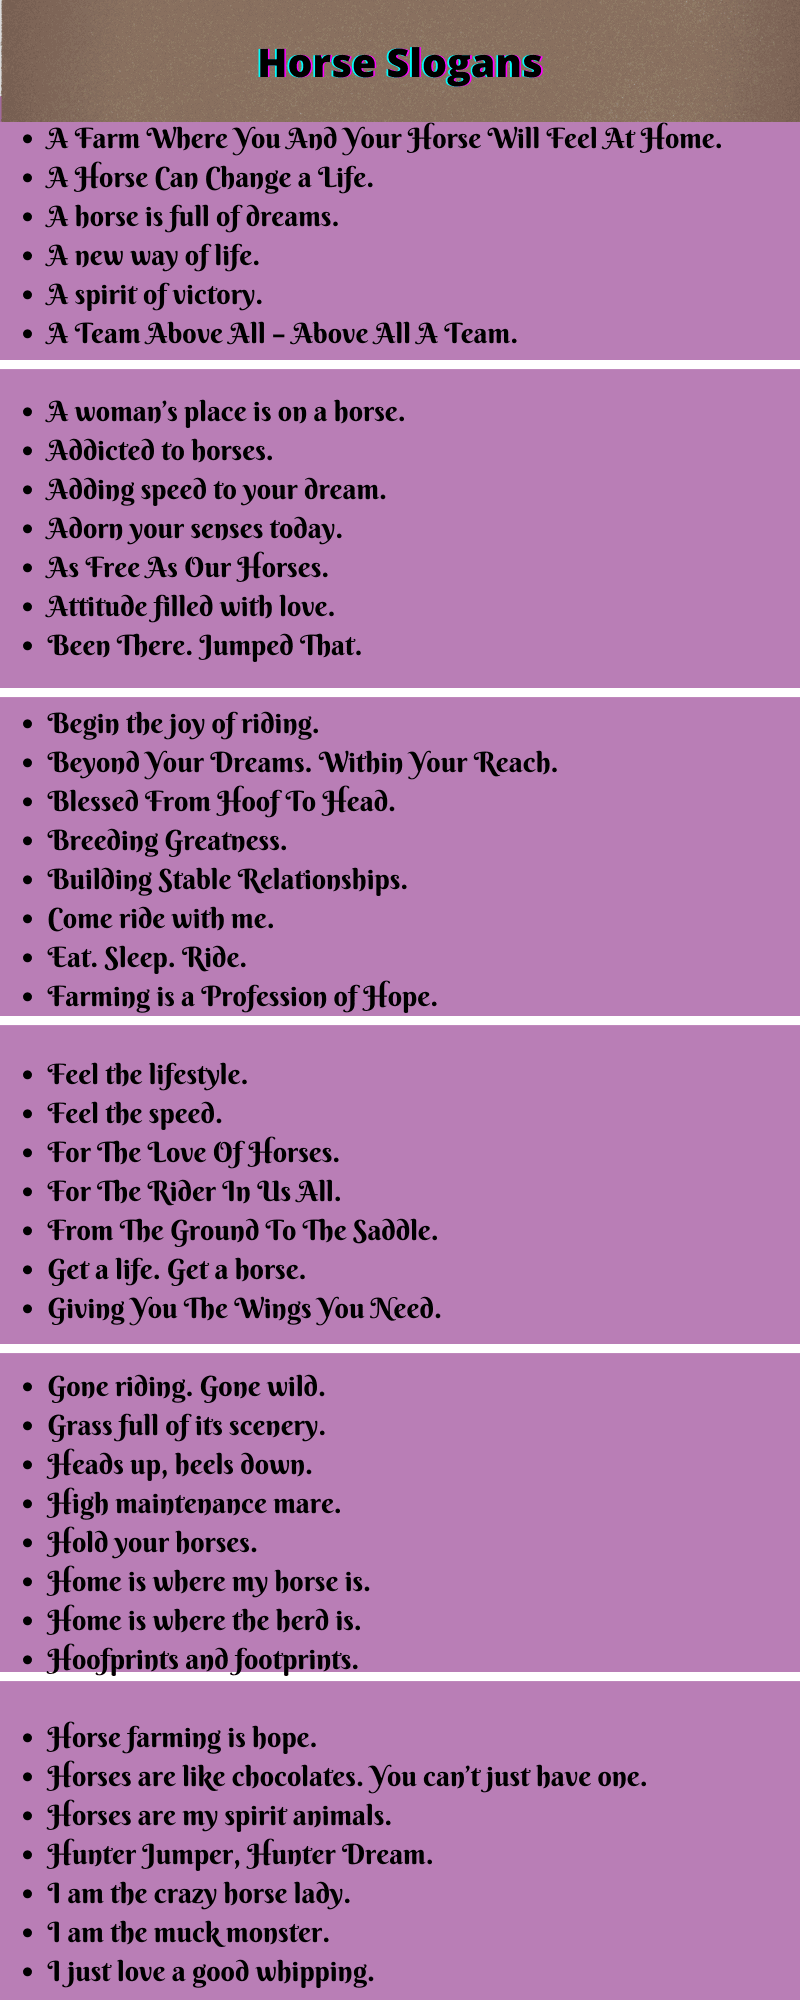 Horse Slogans
• A Farm Where You And Your Horse Will Feel At Home.
• A Horse Can Change a Life.
• A horse is full of dreams.
• A new way of life.
• A spirit of victory.
• A Team Above All – Above All A Team.
• A woman's place is on a horse.
• Addicted to horses.
• Adding speed to your dream.
• Adorn your senses today.
• As Free As Our Horses.
• Attitude filled with love.
• Been There. Jumped That.
• Begin the joy of riding.
• Beyond Your Dreams. Within Your Reach.
• Blessed From Hoof To Head.
• Breeding Greatness.
• Building Stable Relationships.
• Come ride with me.
• Eat. Sleep. Ride.
• Farming is a Profession of Hope.
• Feel the lifestyle.
• Feel the speed.
• For The Love Of Horses.
• For The Rider In Us All.
• From The Ground To The Saddle.
• Get a life. Get a horse.
• Giving You The Wings You Need.
• Gone riding. Gone wild.
• Grass full of its scenery.
• Heads up, heels down.
• High maintenance mare.
• Hold your horses.
• Home is where my horse is.
• Home is where the herd is.
• Hoofprints and footprints.
• Horse farming is hope.
• Horses are like chocolates. You can't just have one.
• Horses are my spirit animals.
• Hunter Jumper, Hunter Dream.
• I am the crazy horse lady.
• I am the muck monster.
• I just love a good whipping.